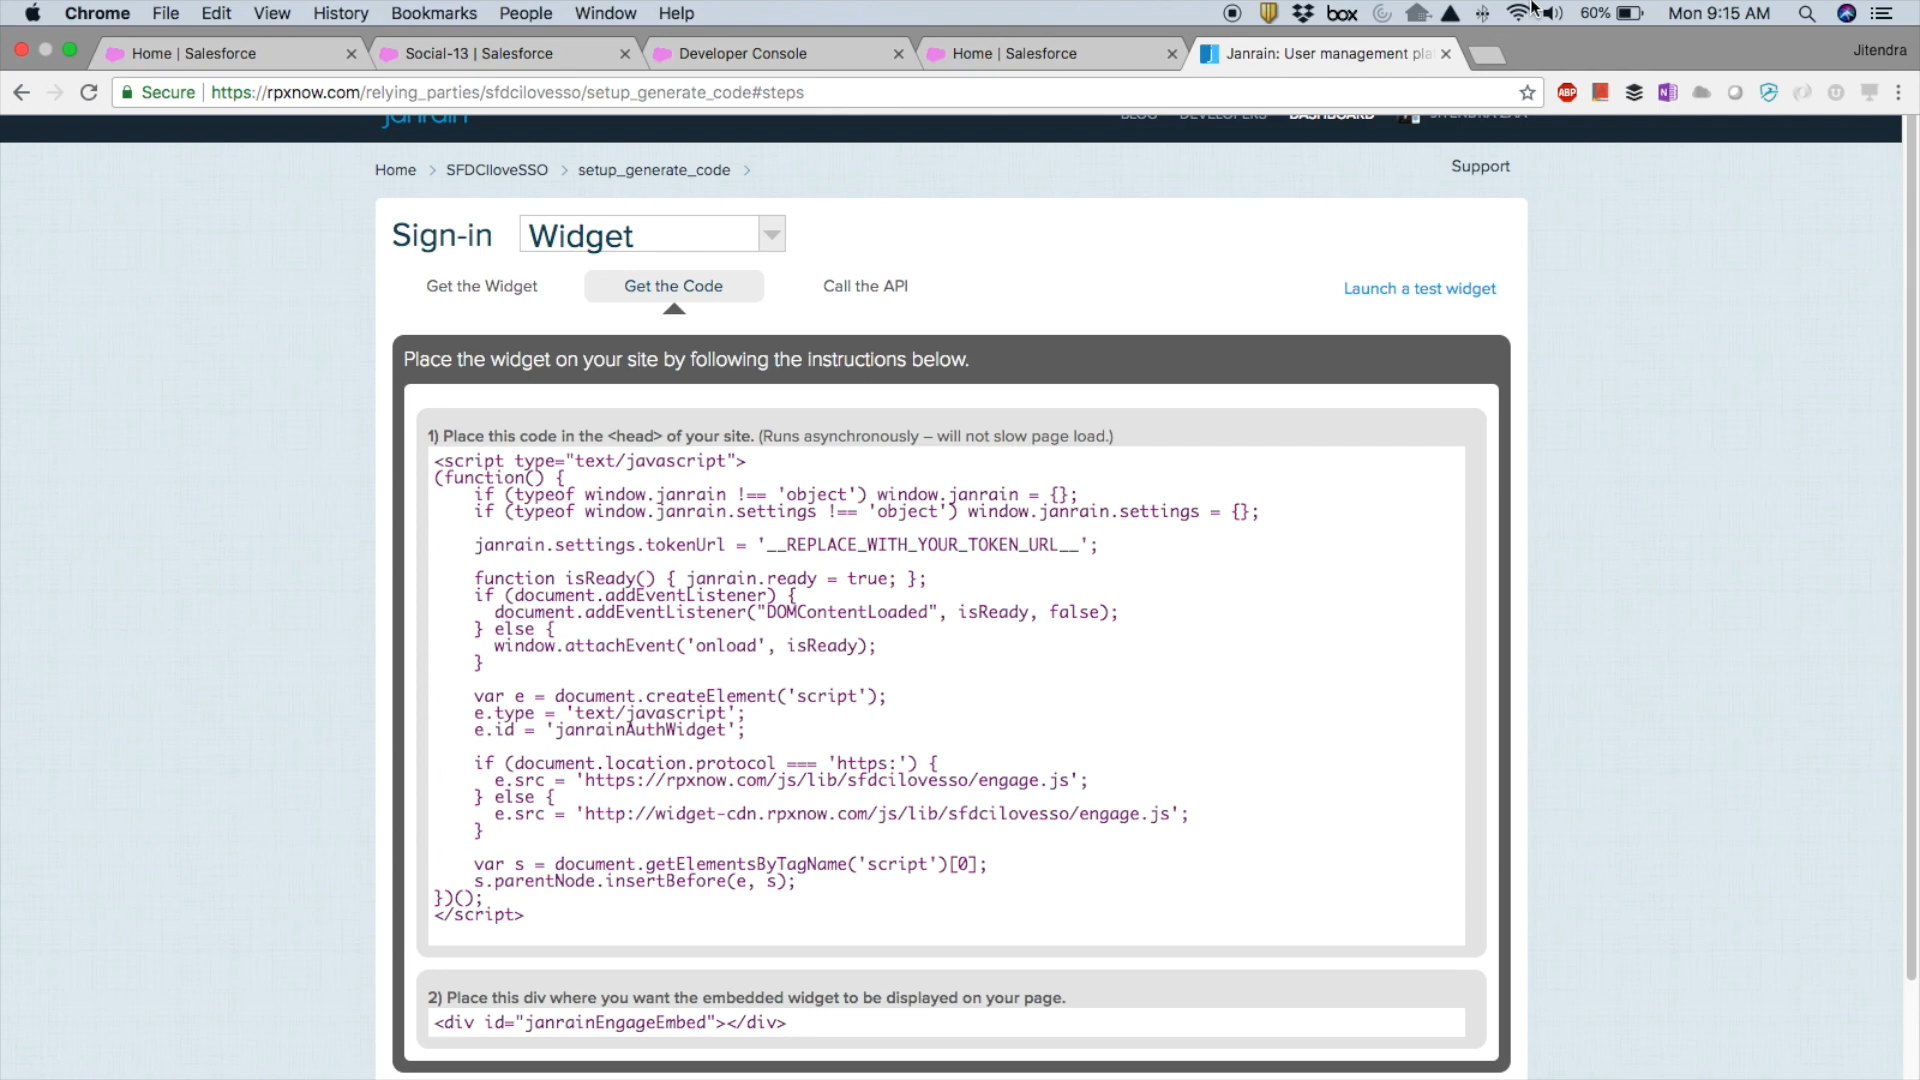 Chrome File Edit View History Bookmarks People Window Help box 60% Mon 9:15 AM
Home | Salesforce Social-13 | Salesforce Developer Console Home | Salesforce Janrain: User management pla Jitendra
Secure https://rpxnow.com/relying_parties/sfdcilovesso/setup_generate_code#steps ABP
janrain BLOG DEVELOPERS DASHBOARD
Home > SFDCIloveSSO > setup_generate_code > Support
Sign-in Widget
Get the Widget Get the Code Call the API Launch a test widget
Place the widget on your site by following the instructions below.
1) Place this code in the <head> of your site. (Runs asynchronously – will not slow page load.)
<script type="text/javascript">
(function() {
    if (typeof window.janrain !== 'object') window.janrain = {};
    if (typeof window.janrain.settings !== 'object') window.janrain.settings = {};
    janrain.settings.tokenUrl = '__REPLACE_WITH_YOUR_TOKEN_URL__';
    function isReady() { janrain.ready = true; };
    if (document.addEventListener) {
      document.addEventListener("DOMContentLoaded", isReady, false);
    } else {
      window.attachEvent('onload', isReady);
    }
    var e = document.createElement('script');
    e.type = 'text/javascript';
    e.id = 'janrainAuthWidget';
    if (document.location.protocol === 'https:') {
      e.src = 'https://rpxnow.com/js/lib/sfdcilovesso/engage.js';
    } else {
      e.src = 'http://widget-cdn.rpxnow.com/js/lib/sfdcilovesso/engage.js';
    }
    var s = document.getElementsByTagName('script')[0];
    s.parentNode.insertBefore(e, s);
})();
</script>
2) Place this div where you want the embedded widget to be displayed on your page.
<div id="janrainEngageEmbed"></div>